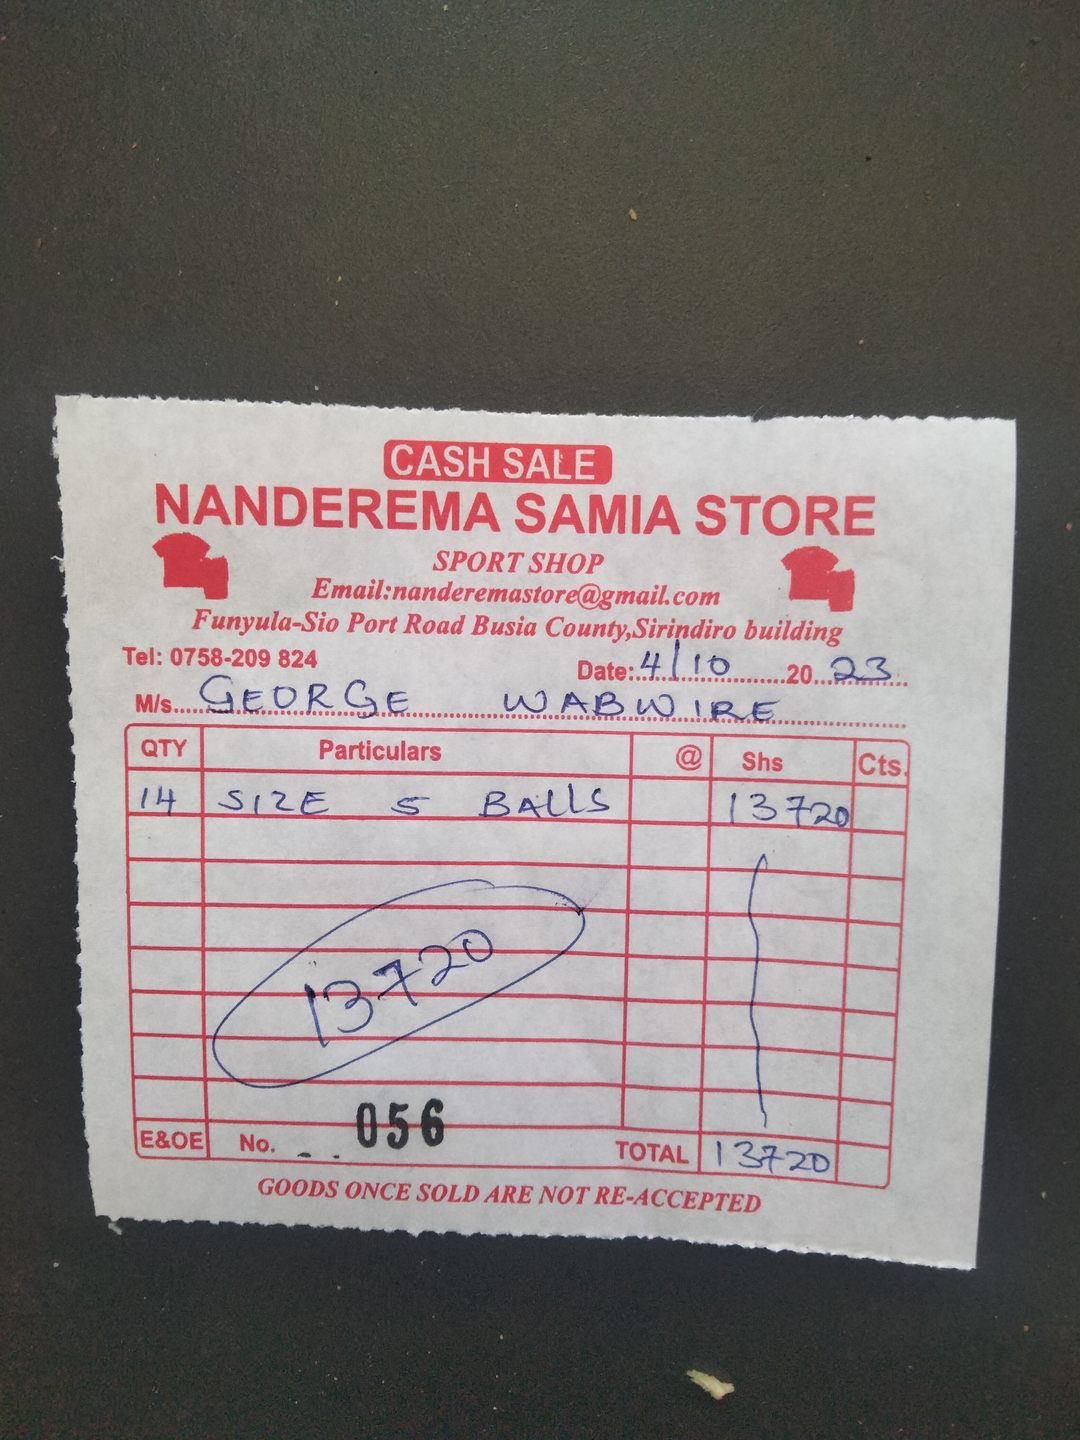 CASH SALE
NANDEREMA SAMIA STORE
SPORT SHOP
Email:nanderemastore@gmail.com
Funyula-Sio Port Road Busia County,Sirindiro building
Tel: 0758-209 824 Date: 4/10 20 23
M/s GEORGE WABWIRE
QTY Particulars @ Shs Cts.
14 SIZE 5 BALLS 13720
13720
E&OE No. 056 TOTAL 13720
GOODS ONCE SOLD ARE NOT RE-ACCEPTED